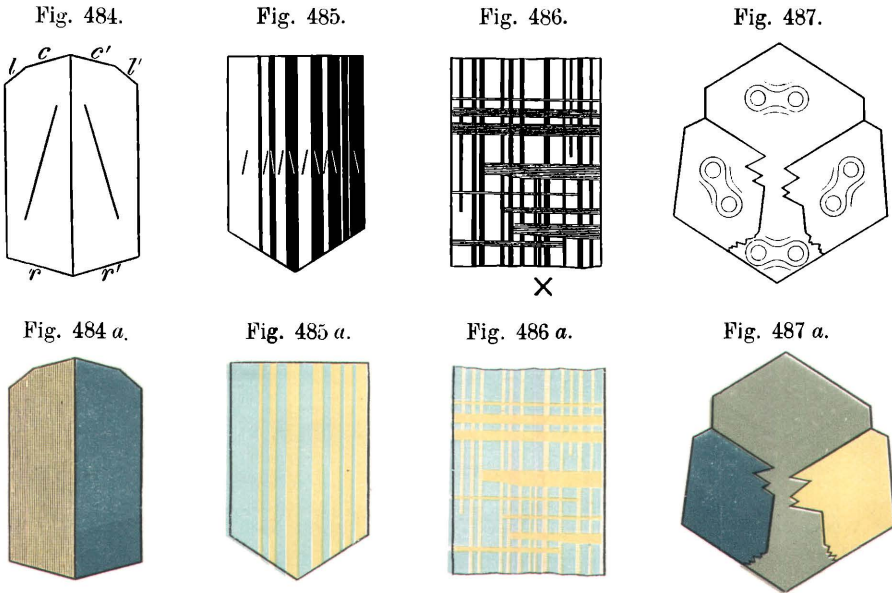 Fig. 484.
Fig. 485.
Fig. 486.
Fig. 487.
l c c' l'
r r'
Fig. 484 a.
Fig. 485 a.
Fig. 486 a.
Fig. 487 a.